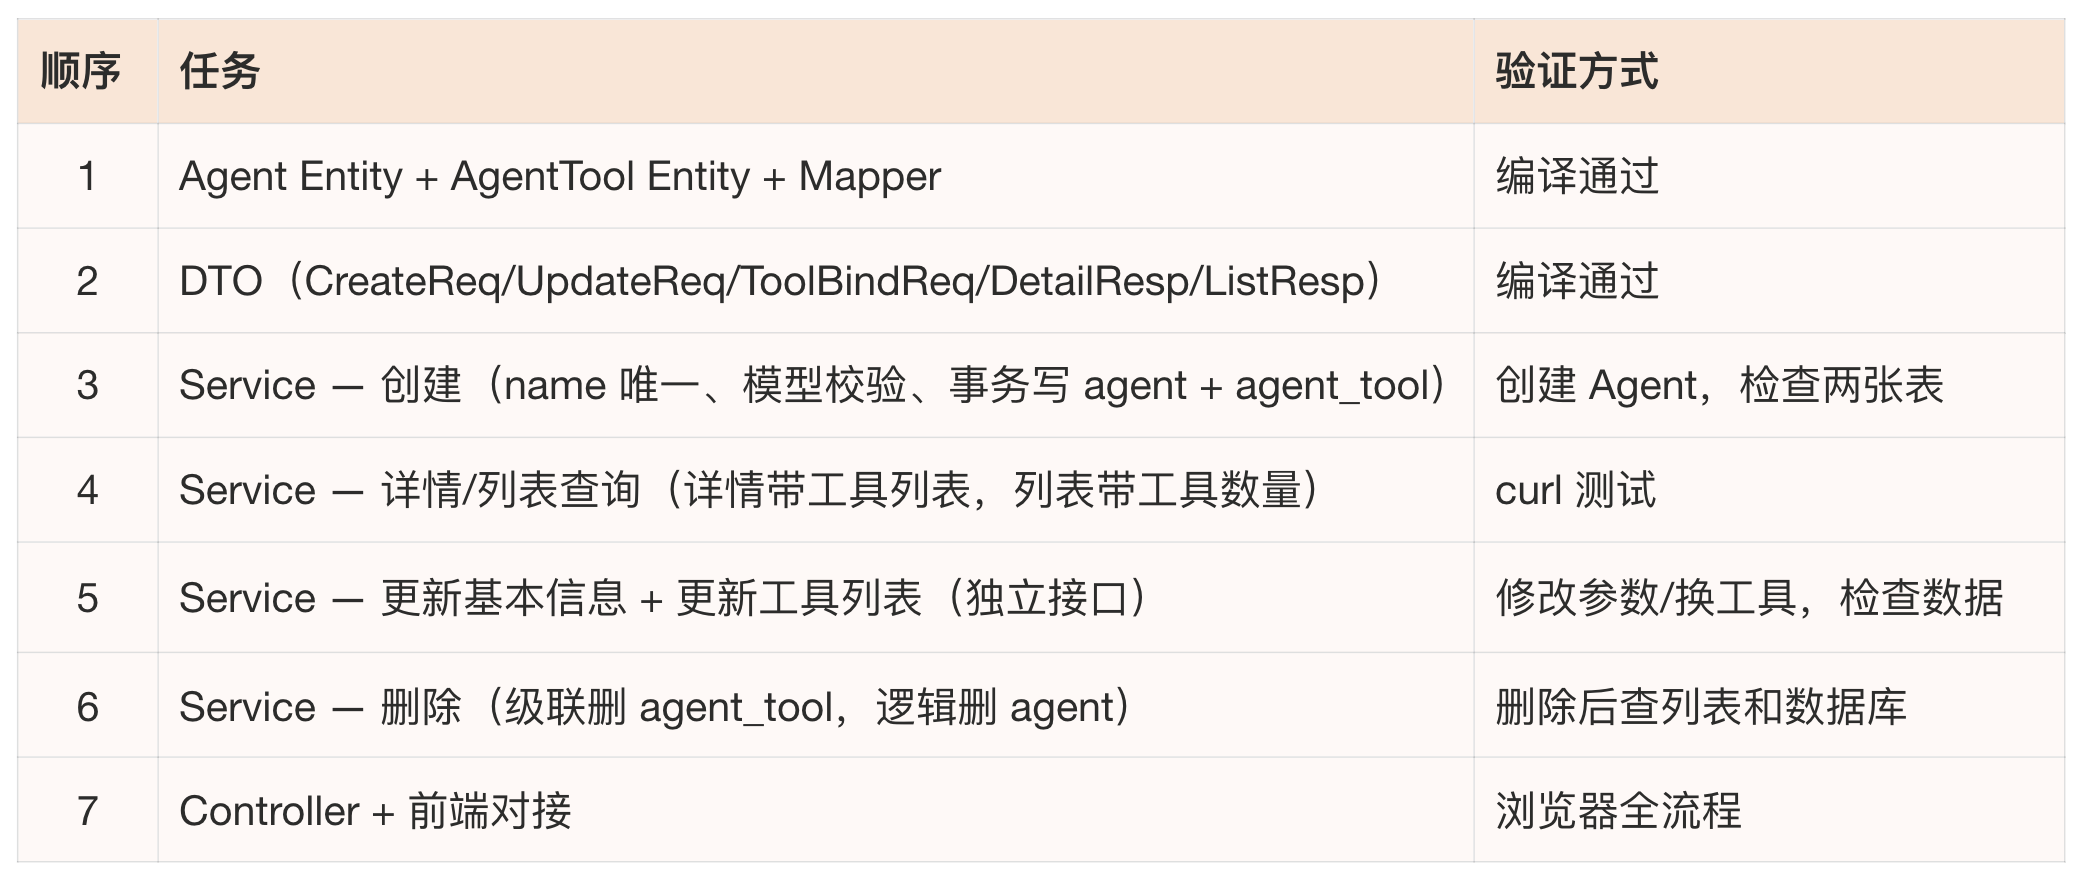 顺序 任务 验证方式
1 Agent Entity + AgentTool Entity + Mapper 编译通过
2 DTO（CreateReq/UpdateReq/ToolBindReq/DetailResp/ListResp） 编译通过
3 Service — 创建（name 唯一、模型校验、事务写 agent + agent_tool） 创建 Agent，检查两张表
4 Service — 详情/列表查询（详情带工具列表，列表带工具数量） curl 测试
5 Service — 更新基本信息 + 更新工具列表（独立接口） 修改参数/换工具，检查数据
6 Service — 删除（级联删 agent_tool，逻辑删 agent） 删除后查列表和数据库
7 Controller + 前端对接 浏览器全流程